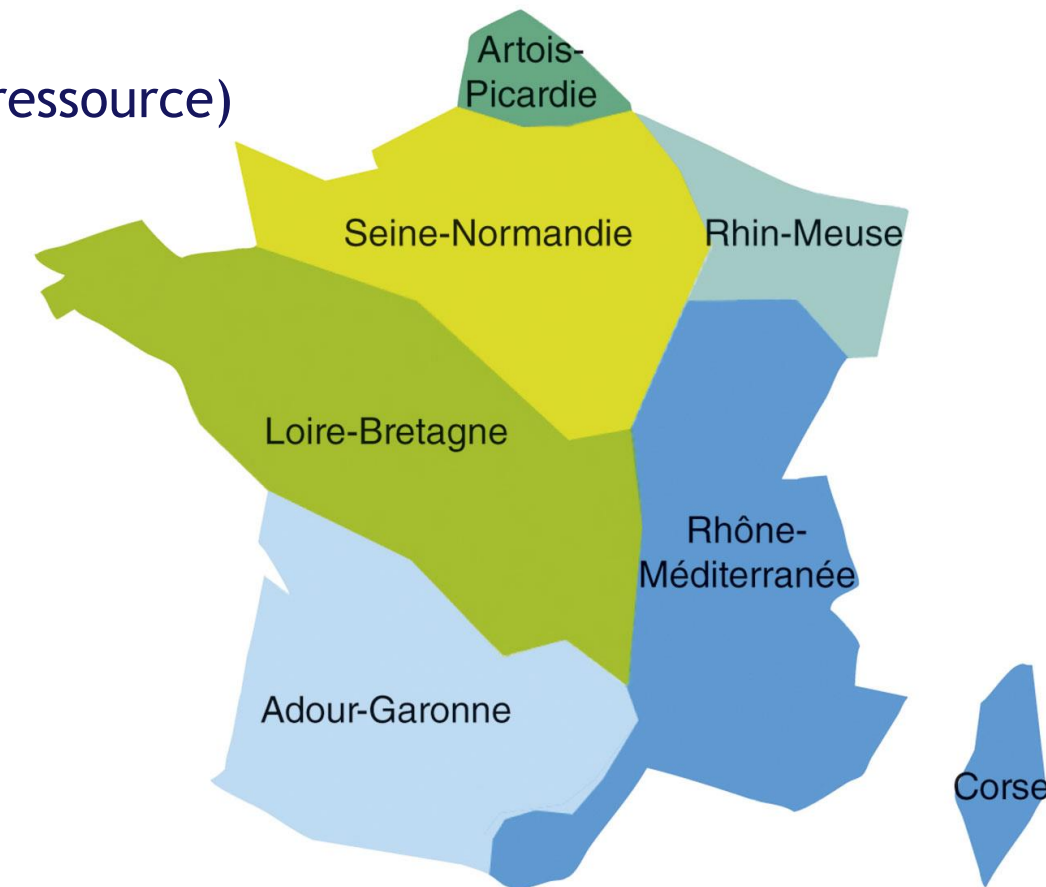 ressource)
Artois-
Picardie
Seine-Normandie
Rhin-Meuse
Loire-Bretagne
Rhône-
Méditerranée
Adour-Garonne
Corse